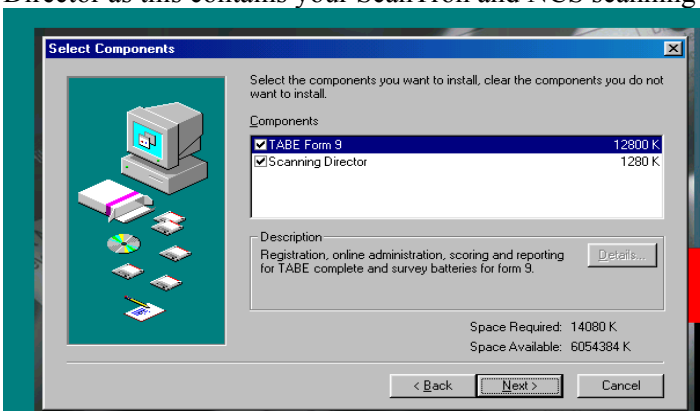 Director as this contains your ScanTron and NCS scanning
Select Components
Select the components you want to install, clear the components you do not
want to install.
Components
TABE Form 9 12800 K
Scanning Director 1280 K
Description
Registration, online administration, scoring and reporting
for TABE complete and survey batteries for form 9.
Details...
Space Required: 14080 K
Space Available: 6054384 K
< Back Next > Cancel